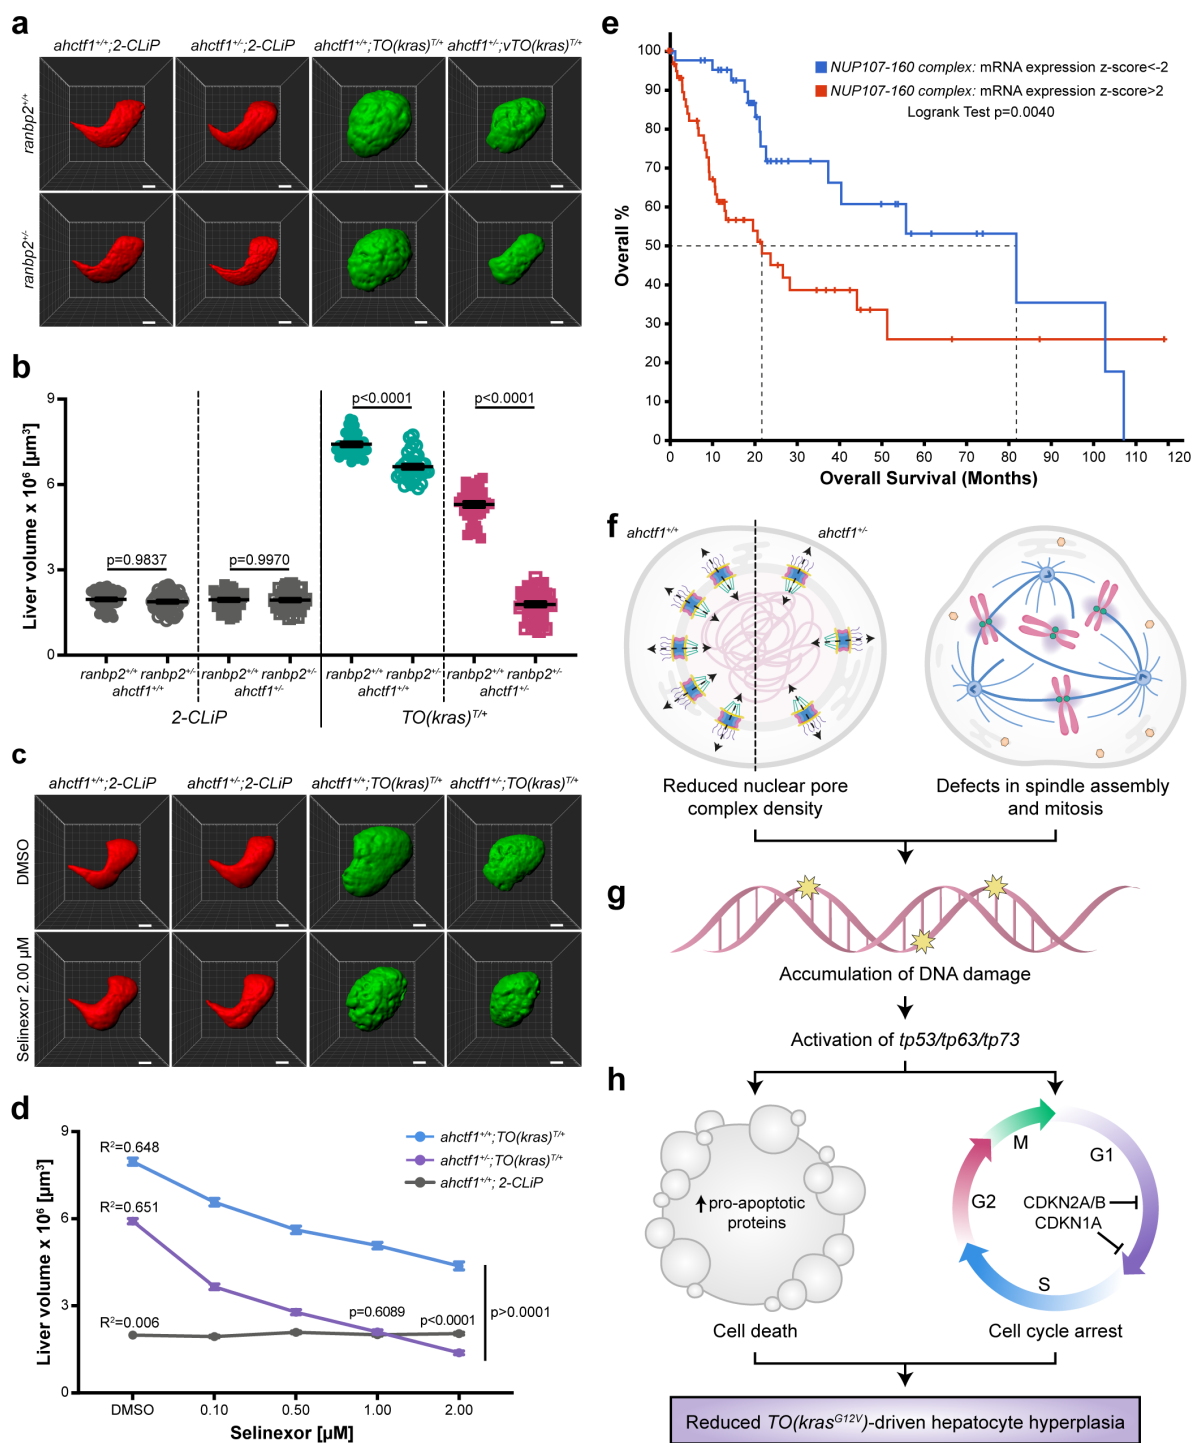 a
ahctf1+/+;2-CLiP
ahctf1+/-;2-CLiP
ahctf1+/+;TO(kras)T/+
ahctf1+/-;vTO(kras)T/+
ranbp2+/+
ranbp2+/-
b
Liver volume x 10⁶ [µm³]
9
6
3
0
p=0.9837
p=0.9970
p<0.0001
p<0.0001
ranbp2+/+ ranbp2+/- ranbp2+/+ ranbp2+/- ranbp2+/+ ranbp2+/- ranbp2+/+ ranbp2+/-
ahctf1+/+ ahctf1+/- ahctf1+/+ ahctf1+/-
2-CLiP
TO(kras)T/+
c
ahctf1+/+;2-CLiP
ahctf1+/-;2-CLiP
ahctf1+/+;TO(kras)T/+
ahctf1+/-;TO(kras)T/+
DMSO
Selinexor 2.00 µM
d
Liver volume x 10⁶ [µm³]
9
6
3
0
R²=0.648
R²=0.651
R²=0.006
ahctf1+/+;TO(kras)T/+
ahctf1+/-;TO(kras)T/+
ahctf1+/+; 2-CLiP
p=0.6089
p<0.0001
p>0.0001
DMSO 0.10 0.50 1.00 2.00
Selinexor [µM]
e
Overall %
100
90
80
70
60
50
40
30
20
10
0
NUP107-160 complex: mRNA expression z-score<-2
NUP107-160 complex: mRNA expression z-score>2
Logrank Test p=0.0040
0 10 20 30 40 50 60 70 80 90 100 110 120
Overall Survival (Months)
f
ahctf1+/+
ahctf1+/-
Reduced nuclear pore
complex density
Defects in spindle assembly
and mitosis
g
Accumulation of DNA damage
Activation of tp53/tp63/tp73
h
pro-apoptotic
proteins
Cell death
M
G1
G2
S
CDKN2A/B
CDKN1A
Cell cycle arrest
Reduced TO(krasG12V)-driven hepatocyte hyperplasia